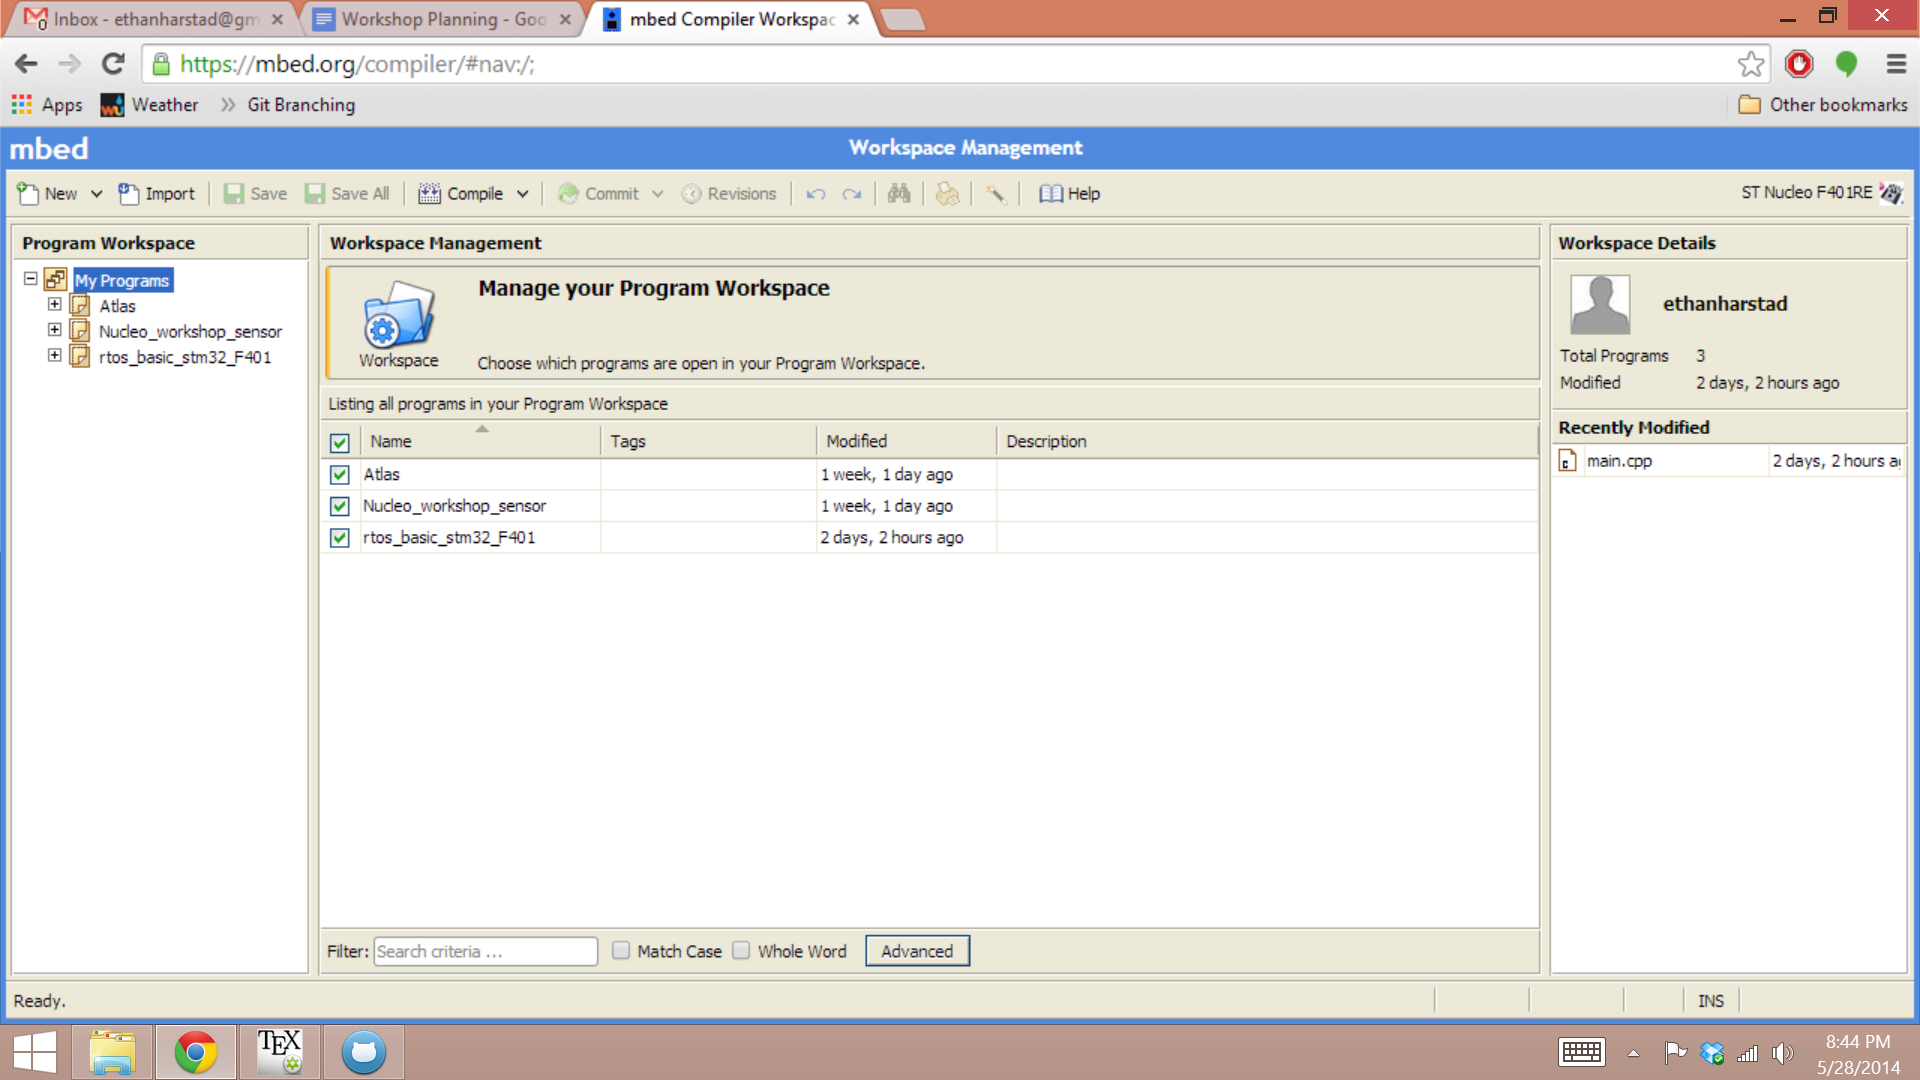 Inbox - ethanharstad@gm
Workshop Planning - Goo
mbed Compiler Workspac
https://mbed.org/compiler/#nav:/;
Apps
Weather
Git Branching
Other bookmarks
mbed
Workspace Management
New
Import
Save
Save All
Compile
Commit
Revisions
Help
ST Nucleo F401RE
Program Workspace
My Programs
Atlas
Nucleo_workshop_sensor
rtos_basic_stm32_F401
Workspace Management
Workspace
Manage your Program Workspace
Choose which programs are open in your Program Workspace.
Listing all programs in your Program Workspace
Name Tags Modified Description
Atlas 1 week, 1 day ago
Nucleo_workshop_sensor 1 week, 1 day ago
rtos_basic_stm32_F401 2 days, 2 hours ago
Filter: Search criteria ... Match Case Whole Word Advanced
Workspace Details
ethanharstad
Total Programs 3
Modified 2 days, 2 hours ago
Recently Modified
main.cpp 2 days, 2 hours a
Ready.
INS
TEX
8:44 PM
5/28/2014